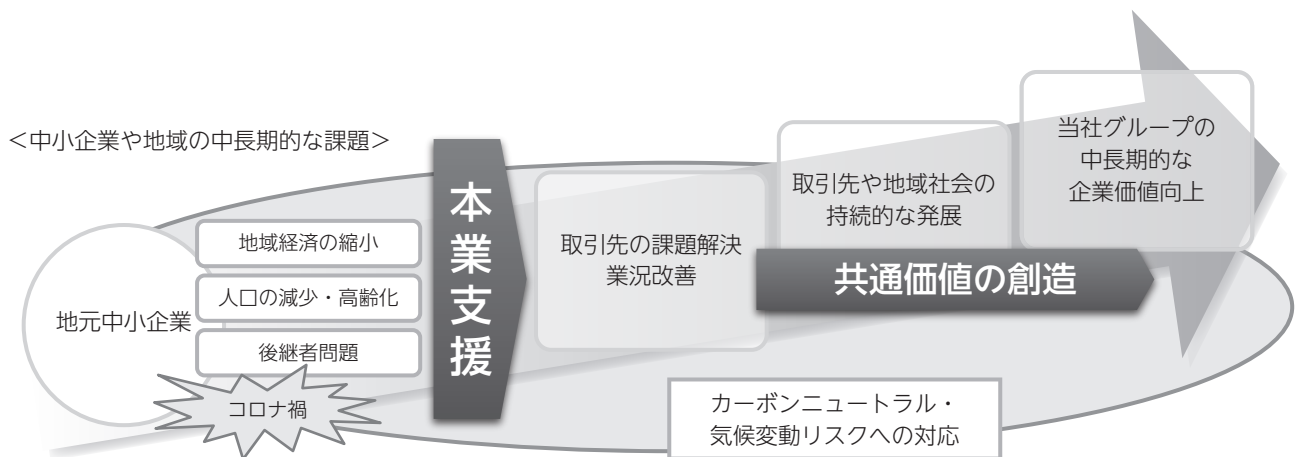 ＜中小企業や地域の中長期的な課題＞
地元中小企業
地域経済の縮小
人口の減少・高齢化
後継者問題
コロナ禍
本業支援
取引先の課題解決
業況改善
取引先や地域社会の
持続的な発展
当社グループの
中長期的な
企業価値向上
共通価値の創造
カーボンニュートラル・
気候変動リスクへの対応